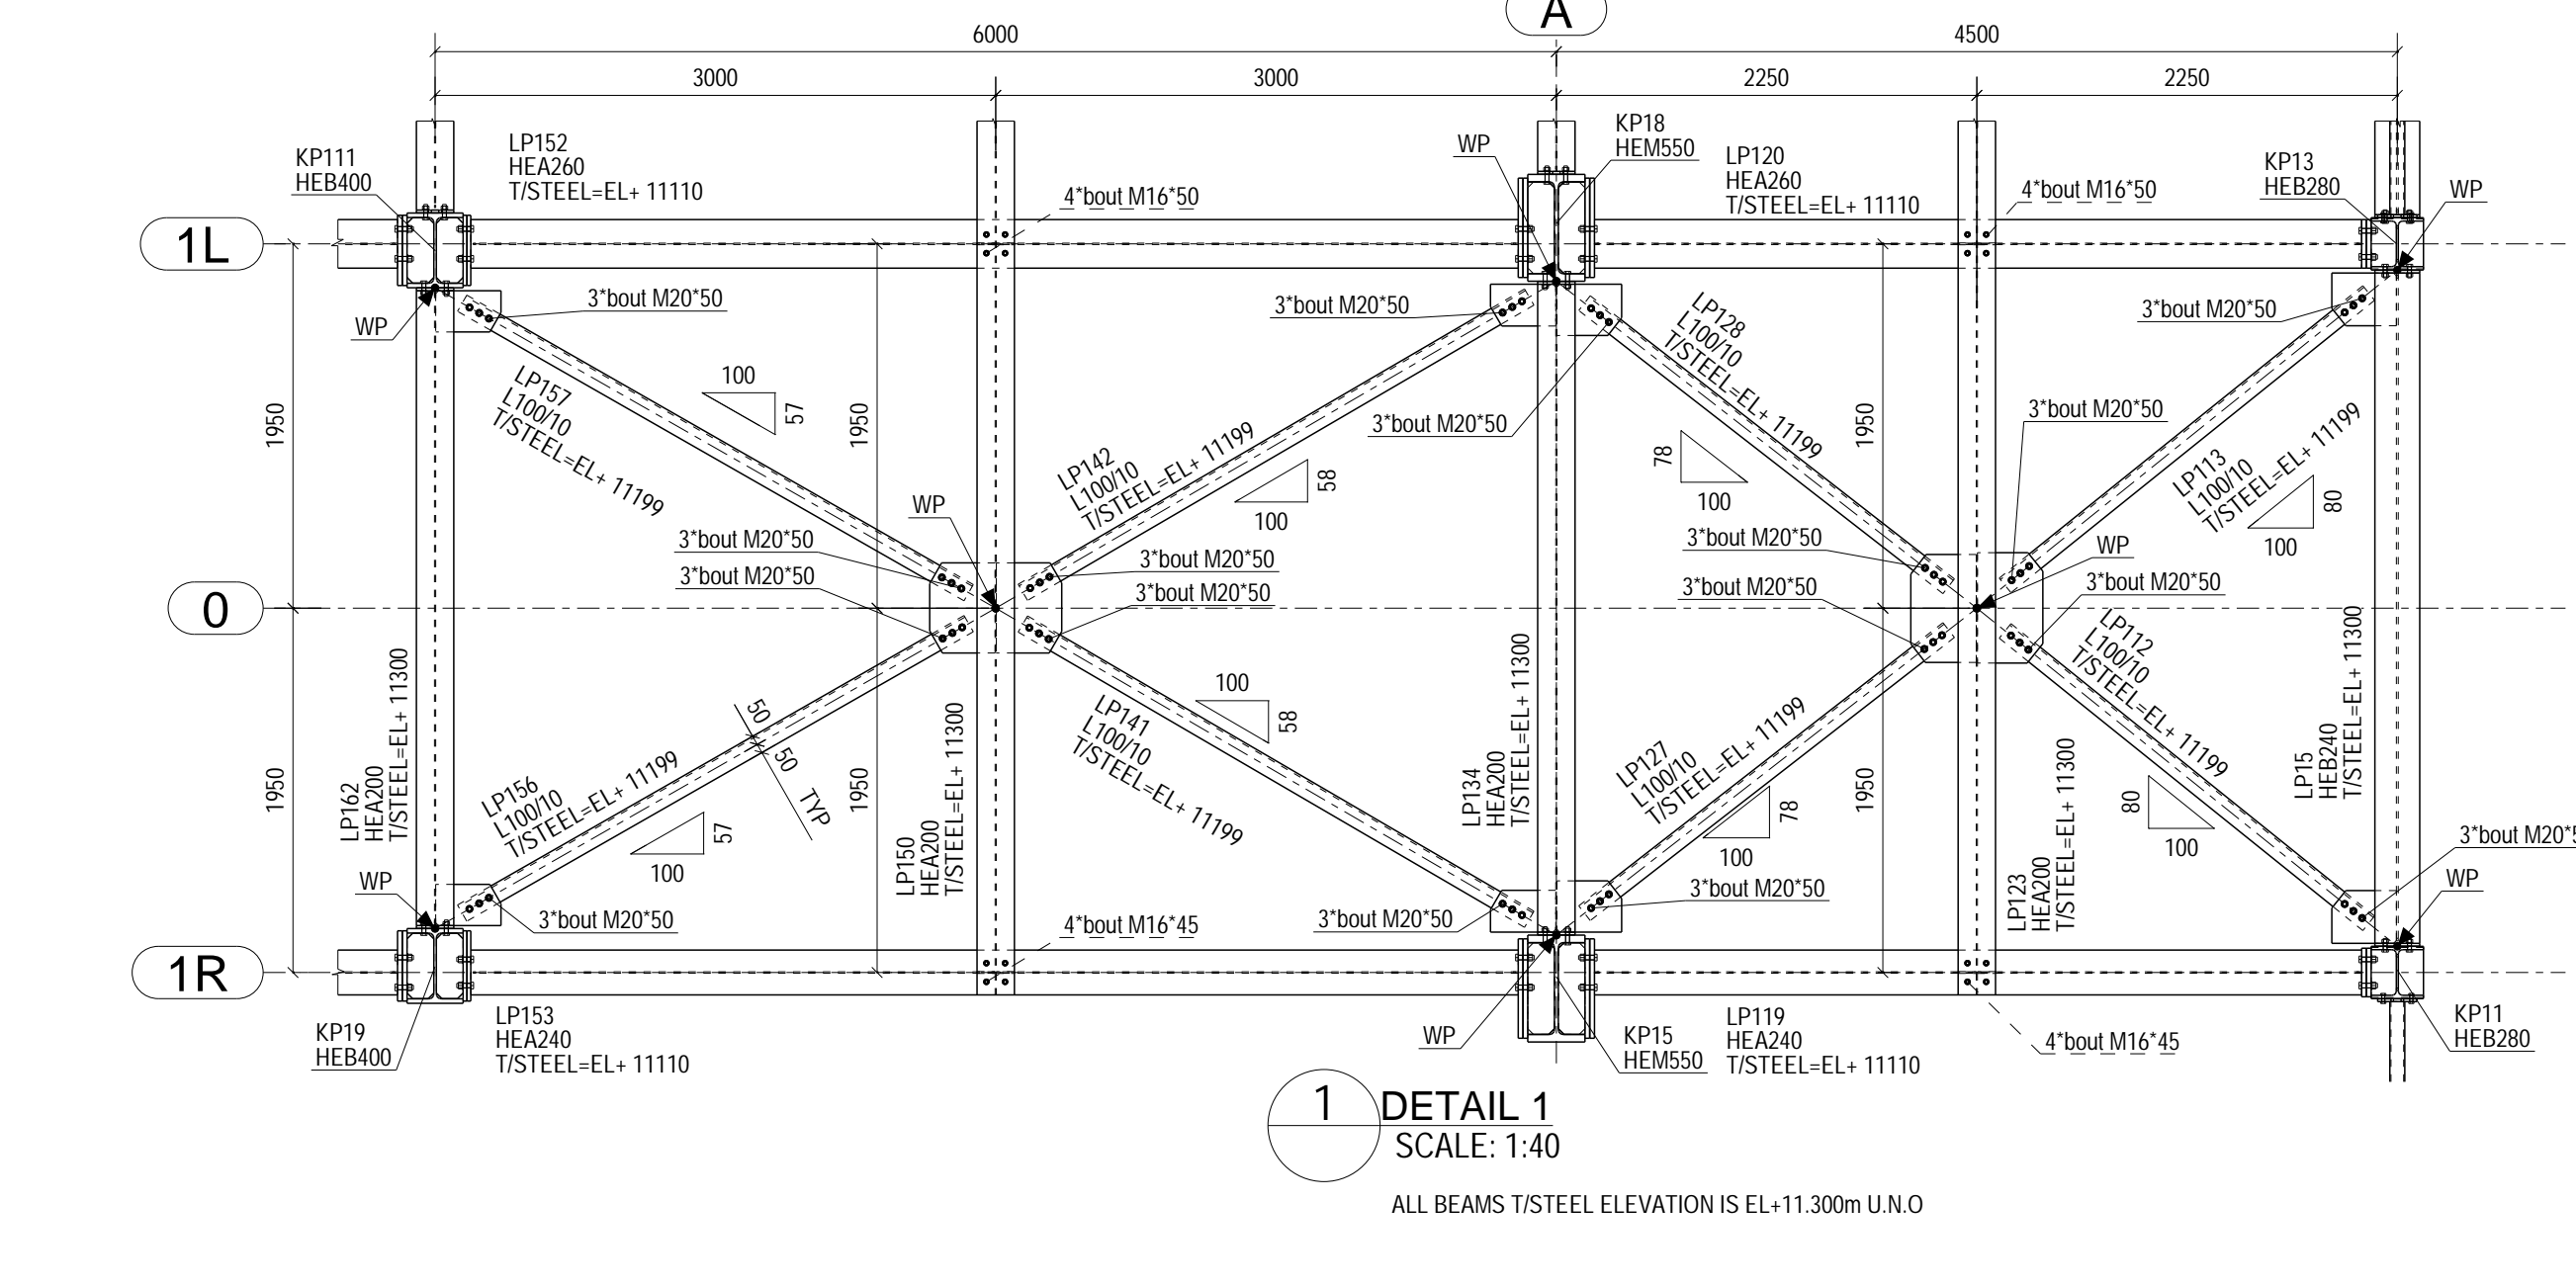 A
6000
4500
3000
3000
2250
2250
KP111
HEB400
LP152
HEA260
T/STEEL=EL+ 11110
4*bout M16*50
WP
KP18
HEM550
LP120
HEA260
T/STEEL=EL+ 11110
4*bout M16*50
KP13
HEB280
WP
1L
WP
3*bout M20*50
3*bout M20*50
3*bout M20*50
LP128
L100/10
T/STEEL=EL+ 11199
3*bout M20*50
1950
LP157
L100/10
T/STEEL=EL+ 11199
100
57
1950
LP142
L100/10
T/STEEL=EL+ 11199
58
100
78
100
1950
3*bout M20*50
LP113
L100/10
T/STEEL=EL+ 11199
80
100
WP
3*bout M20*50
3*bout M20*50
3*bout M20*50
3*bout M20*50
3*bout M20*50
3*bout M20*50
WP
3*bout M20*50
0
LP162
HEA200
T/STEEL=EL+ 11300
1950
LP156
L100/10
T/STEEL=EL+ 11199
50
50
TYP
57
100
1950
LP150
HEA200
T/STEEL=EL+ 11300
LP141
L100/10
T/STEEL=EL+ 11199
100
58
LP134
HEA200
T/STEEL=EL+ 11300
LP127
L100/10
T/STEEL=EL+ 11199
78
100
1950
LP123
HEA200
T/STEEL=EL+ 11300
LP112
L100/10
T/STEEL=EL+ 11199
80
100
LP15
HEB240
T/STEEL=EL+ 11300
3*bout M20*5
WP
WP
3*bout M20*50
4*bout M16*45
3*bout M20*50
3*bout M20*50
1R
KP19
HEB400
LP153
HEA240
T/STEEL=EL+ 11110
WP
KP15
HEM550
LP119
HEA240
T/STEEL=EL+ 11110
4*bout M16*45
KP11
HEB280
1
DETAIL 1
SCALE: 1:40
ALL BEAMS T/STEEL ELEVATION IS EL+11.300m U.N.O